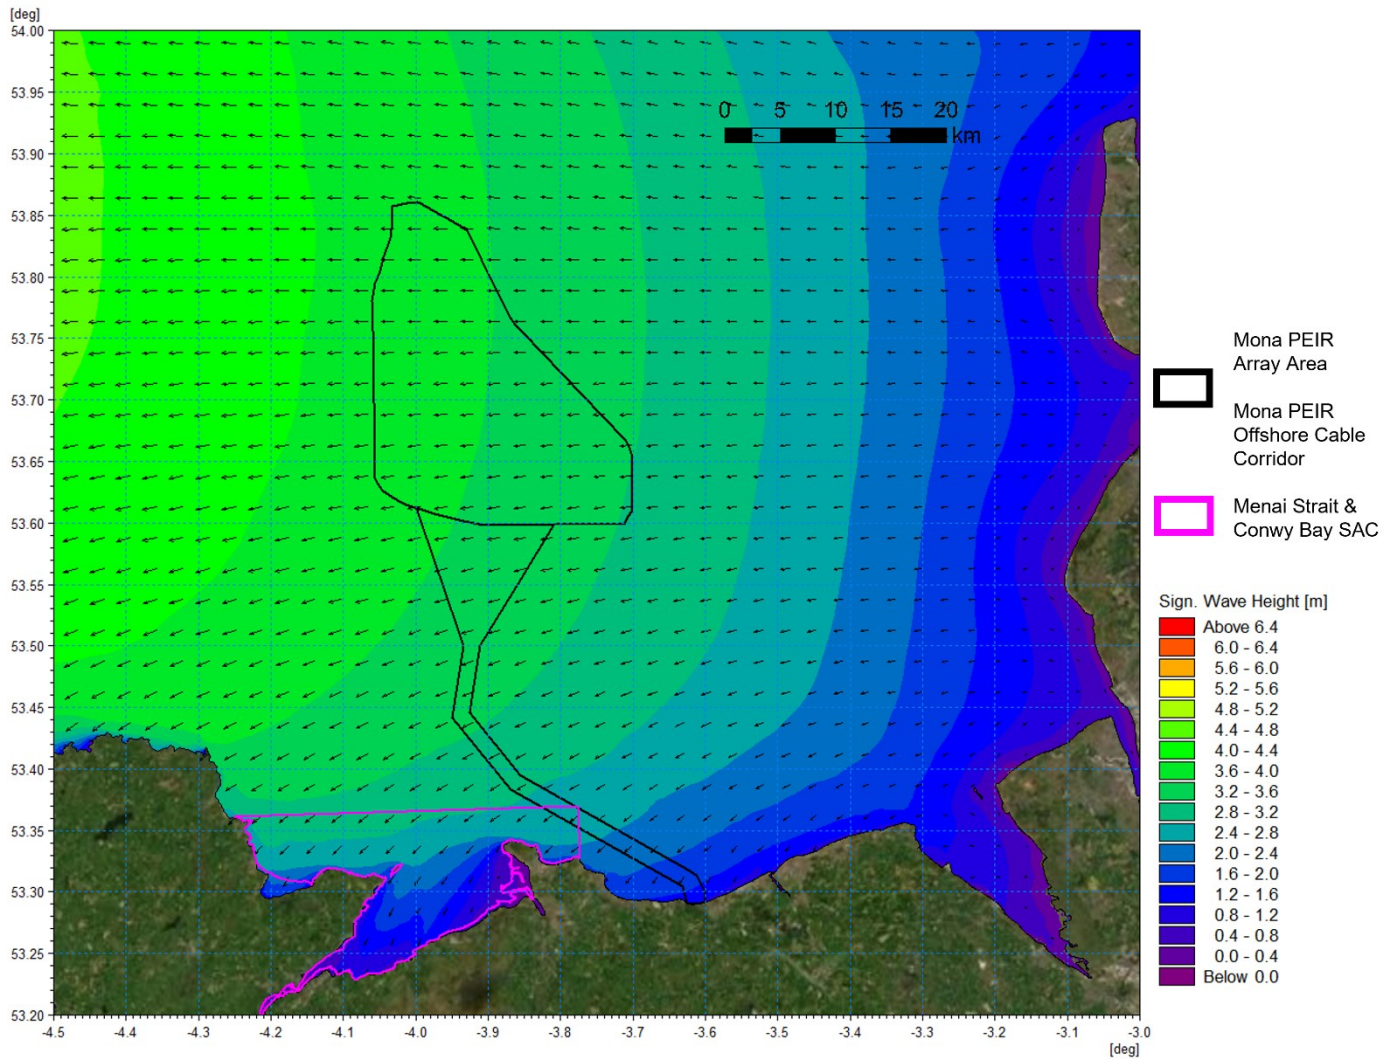 [deg]
54.00
53.95
53.90
53.85
53.80
53.75
53.70
53.65
53.60
53.55
53.50
53.45
53.40
53.35
53.30
53.25
53.20
-4.5 -4.4 -4.3 -4.2 -4.1 -4.0 -3.9 -3.8 -3.7 -3.6 -3.5 -3.4 -3.3 -3.2 -3.1 -3.0
[deg]
0 5 10 15 20
km
Mona PEIR
Array Area
Mona PEIR
Offshore Cable
Corridor
Menai Strait &
Conwy Bay SAC
Sign. Wave Height [m]
Above 6.4
6.0 - 6.4
5.6 - 6.0
5.2 - 5.6
4.8 - 5.2
4.4 - 4.8
4.0 - 4.4
3.6 - 4.0
3.2 - 3.6
2.8 - 3.2
2.4 - 2.8
2.0 - 2.4
1.6 - 2.0
1.2 - 1.6
0.8 - 1.2
0.4 - 0.8
0.0 - 0.4
Below 0.0